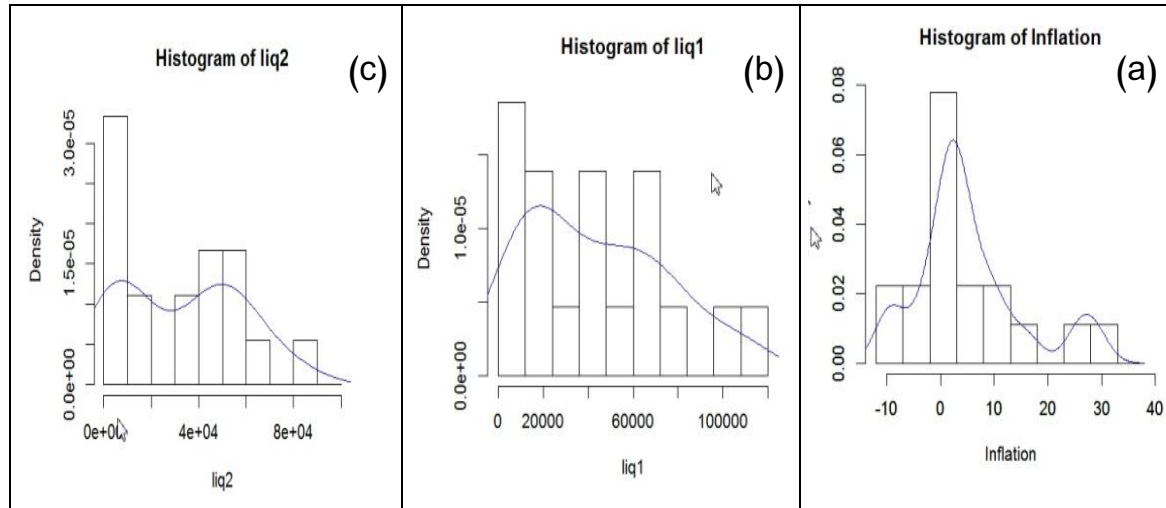 Histogram of liq2
(c)
Density
0.0e+00 1.5e-05 3.0e-05
0e+00 4e+04 8e+04
liq2
Histogram of liq1
(b)
Density
0.0e+00 1.0e-05
0 20000 60000 100000
liq1
Histogram of Inflation
(a)
0.00 0.02 0.04 0.06 0.08
-10 0 10 20 30 40
Inflation